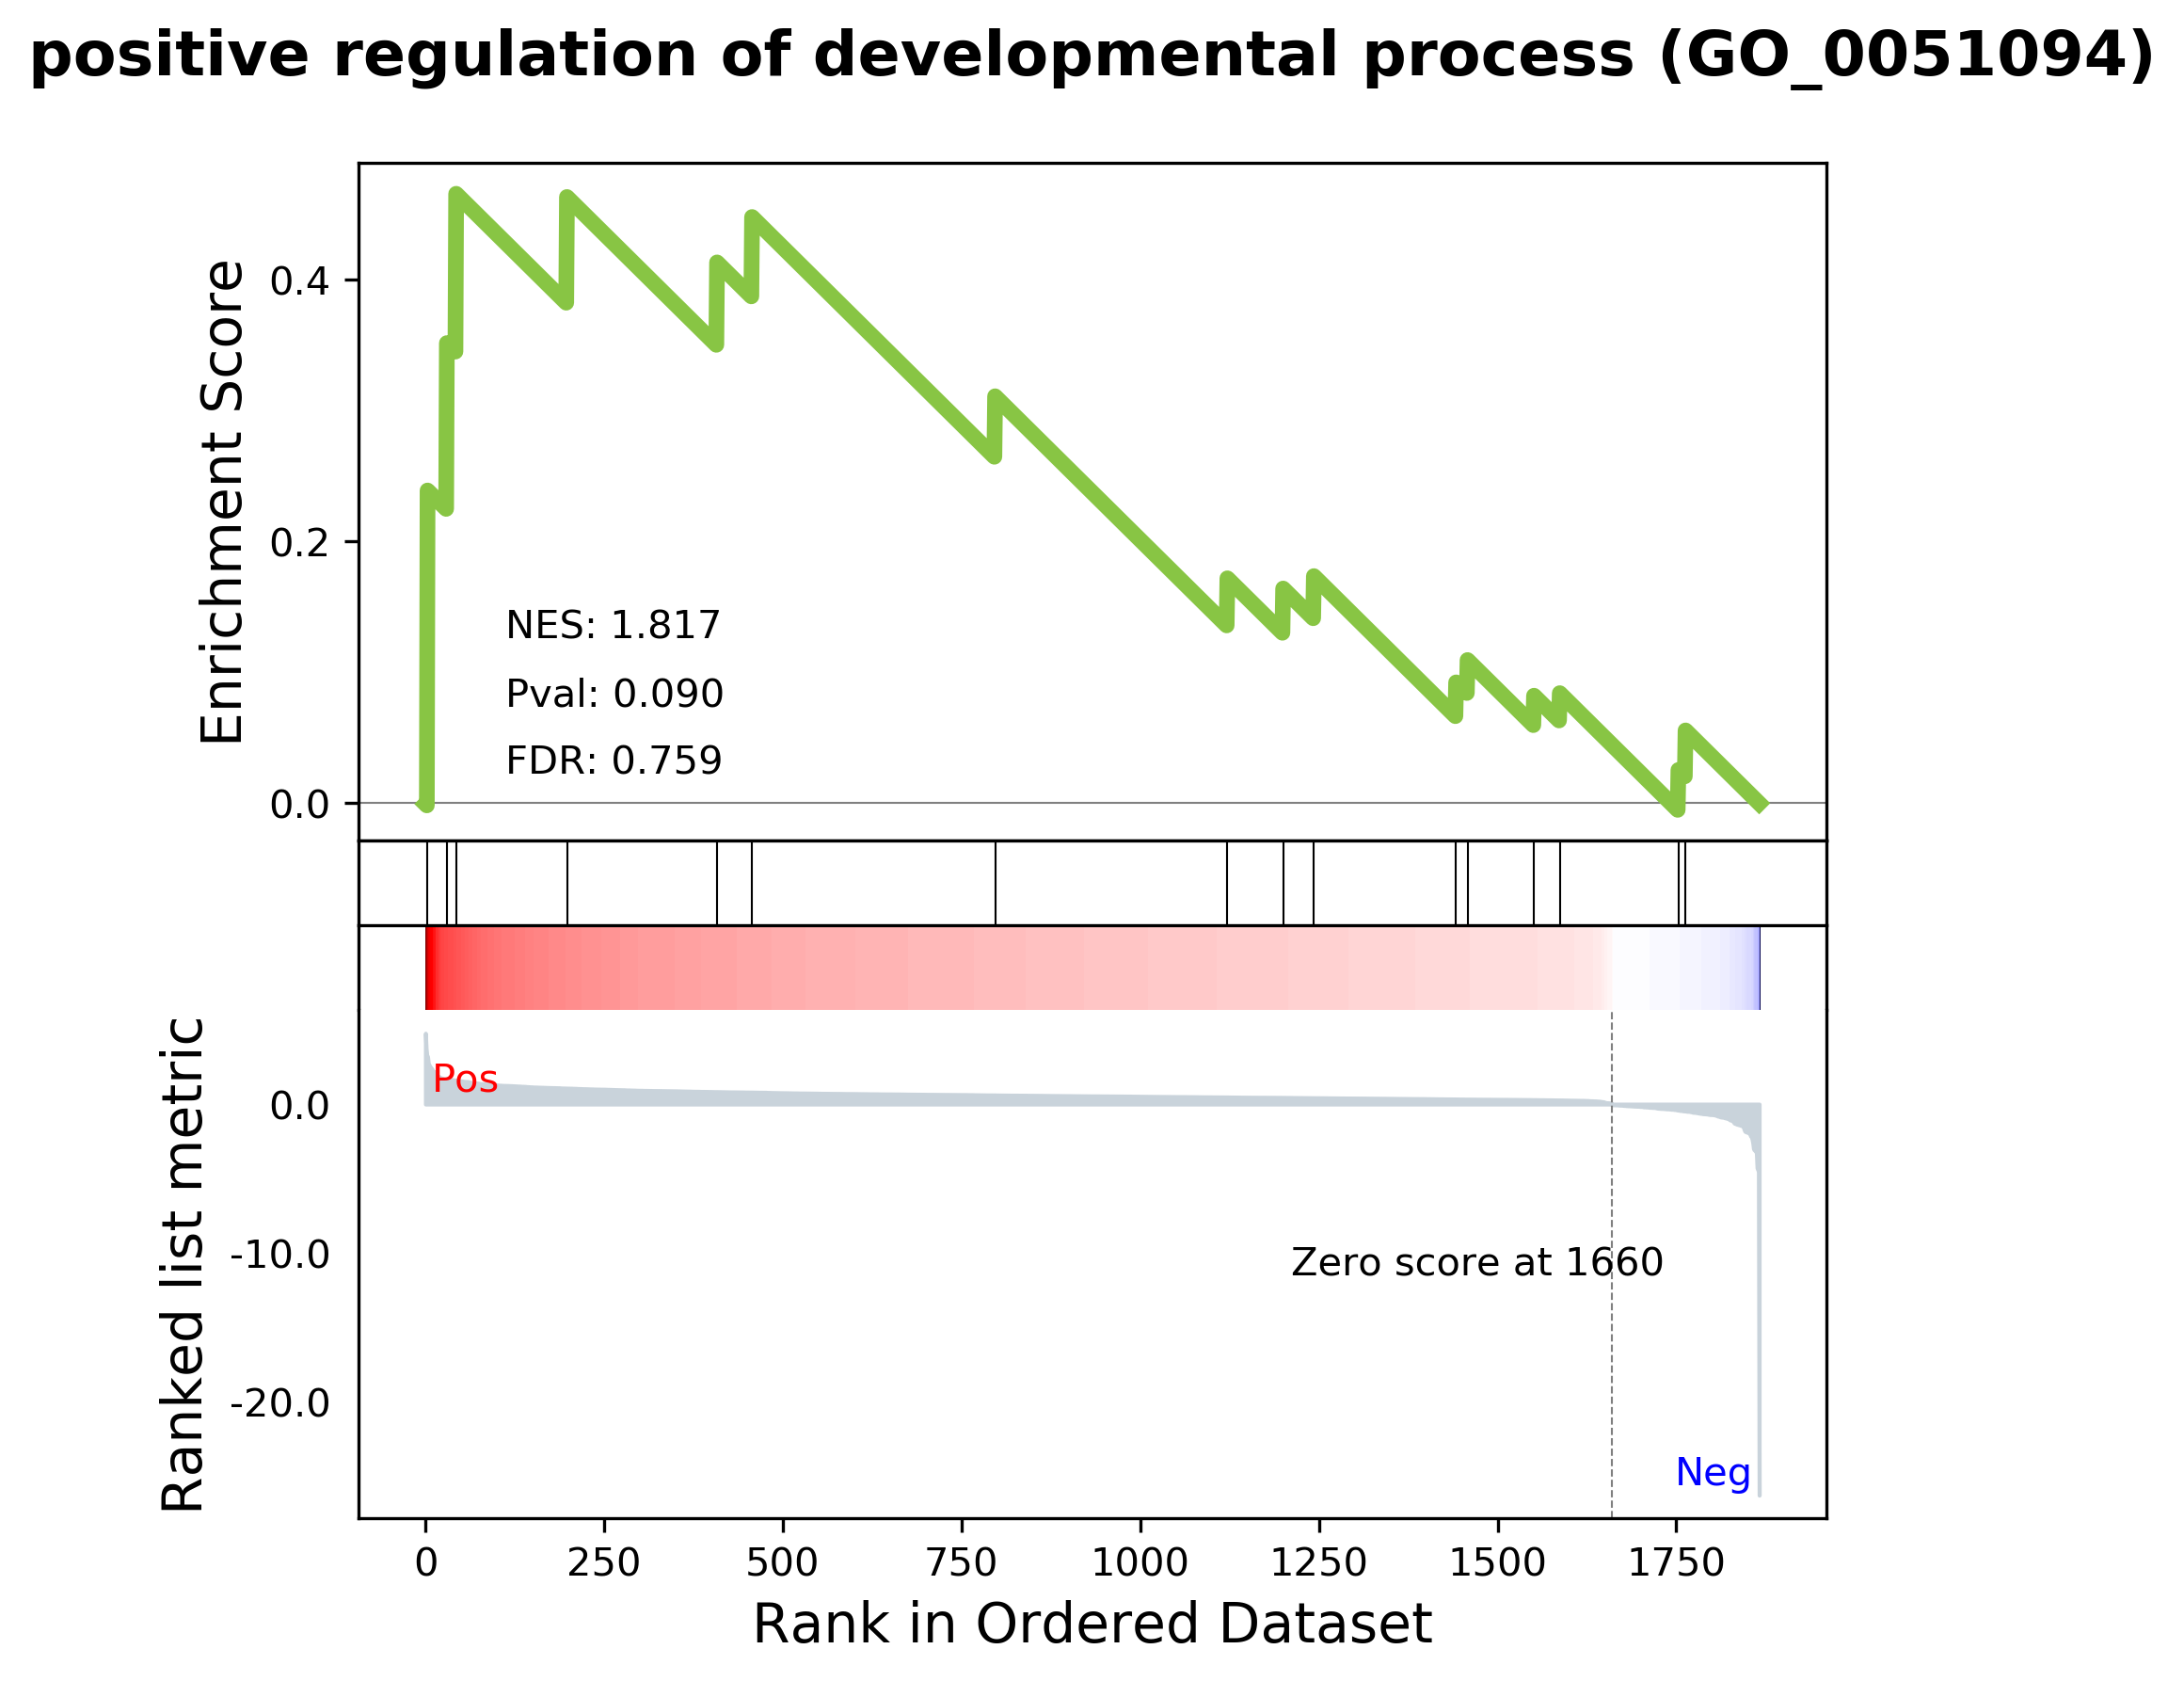 positive regulation of developmental process (GO_0051094)
Enrichment Score
0.4
0.2
0.0
NES: 1.817
Pval: 0.090
FDR: 0.759
Ranked list metric
0.0
-10.0
-20.0
Pos
Zero score at 1660
Neg
0 250 500 750 1000 1250 1500 1750
Rank in Ordered Dataset